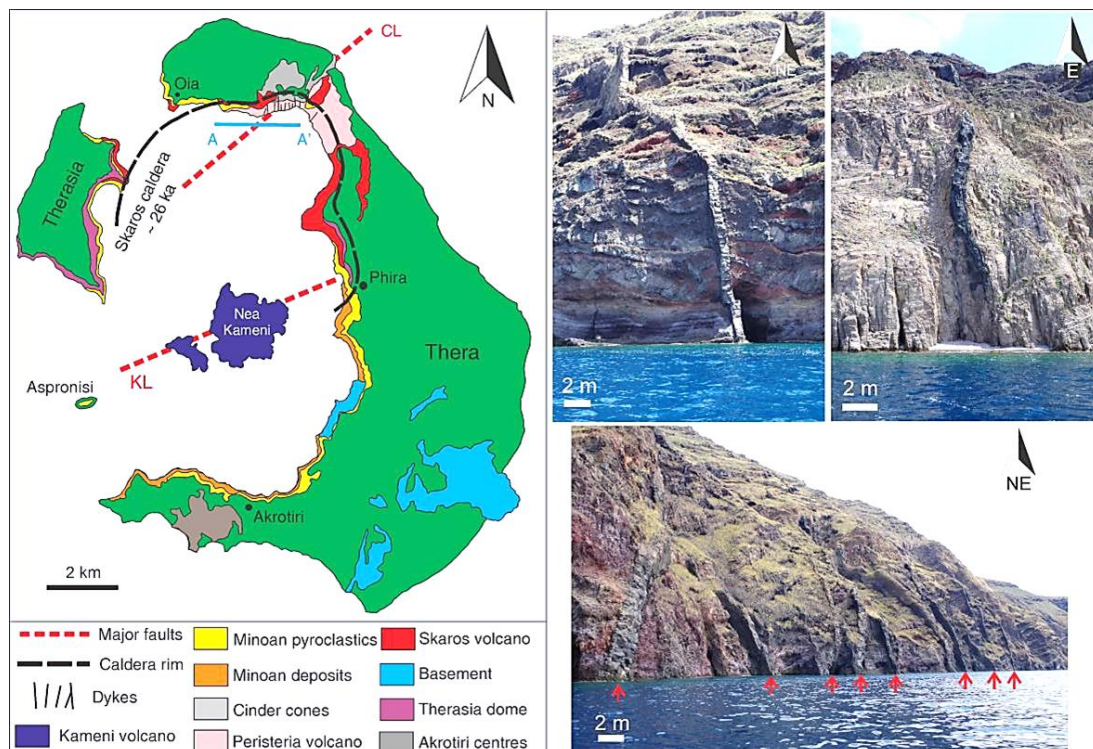 CL
N
Oia
A
A'
Therasia
Skaros caldera
~ 26 ka
Phira
Nea
Kameni
Thera
KL
Aspronisi
Akrotiri
2 km
Major faults
Caldera rim
Dykes
Kameni volcano
Minoan pyroclastics
Minoan deposits
Cinder cones
Peristeria volcano
Skaros volcano
Basement
Therasia dome
Akrotiri centres
NE
2 m
E
2 m
NE
2 m